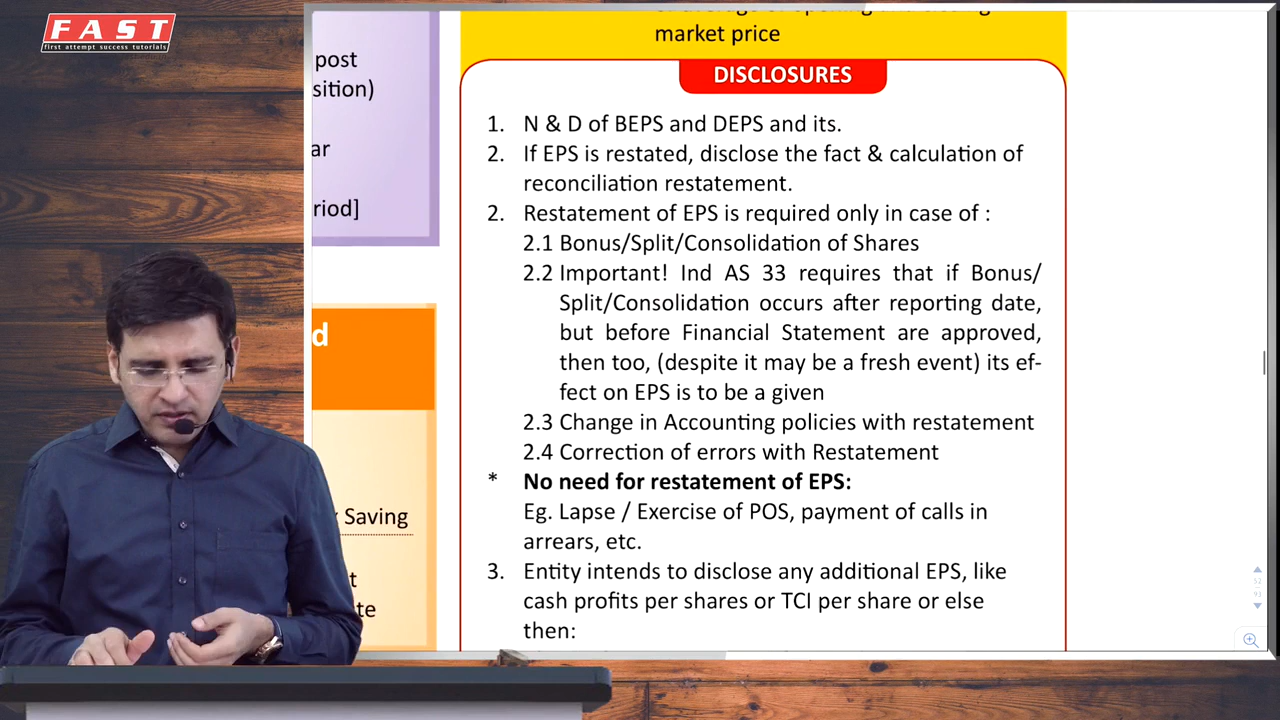 FAST
first attempt success tutorials
post
sition)
ar
riod]
d
Saving
t
te
market price
DISCLOSURES
1. N & D of BEPS and DEPS and its.
2. If EPS is restated, disclose the fact & calculation of
reconciliation restatement.
2. Restatement of EPS is required only in case of :
2.1 Bonus/Split/Consolidation of Shares
2.2 Important! Ind AS 33 requires that if Bonus/
Split/Consolidation occurs after reporting date,
but before Financial Statement are approved,
then too, (despite it may be a fresh event) its ef-
fect on EPS is to be a given
2.3 Change in Accounting policies with restatement
2.4 Correction of errors with Restatement
* No need for restatement of EPS:
Eg. Lapse / Exercise of POS, payment of calls in
arrears, etc.
3. Entity intends to disclose any additional EPS, like
cash profits per shares or TCI per share or else
then:
52
93